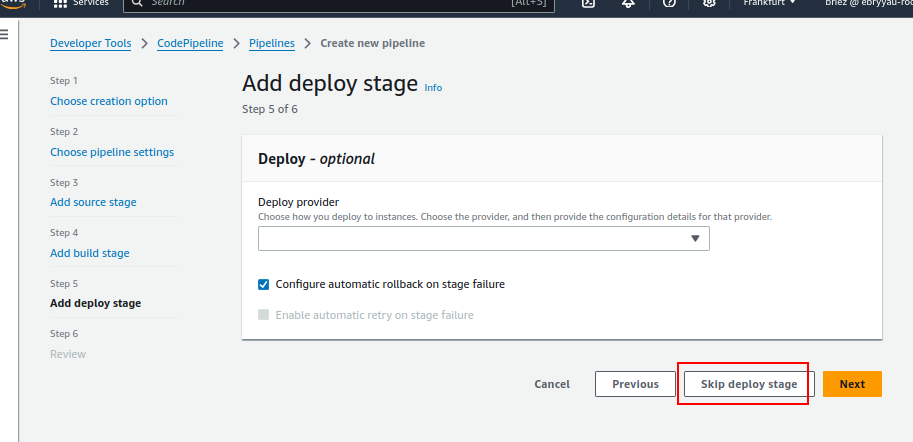 Services
Search
[Alt+S]
Frankfurt
Developer Tools
CodePipeline
Pipelines
Create new pipeline
Step 1
Choose creation option
Step 2
Choose pipeline settings
Step 3
Add source stage
Step 4
Add build stage
Step 5
Add deploy stage
Step 6
Review
Add deploy stage Info
Step 5 of 6
Deploy - optional
Deploy provider
Choose how you deploy to instances. Choose the provider, and then provide the configuration details for that provider.
Configure automatic rollback on stage failure
Enable automatic retry on stage failure
Cancel
Previous
Skip deploy stage
Next